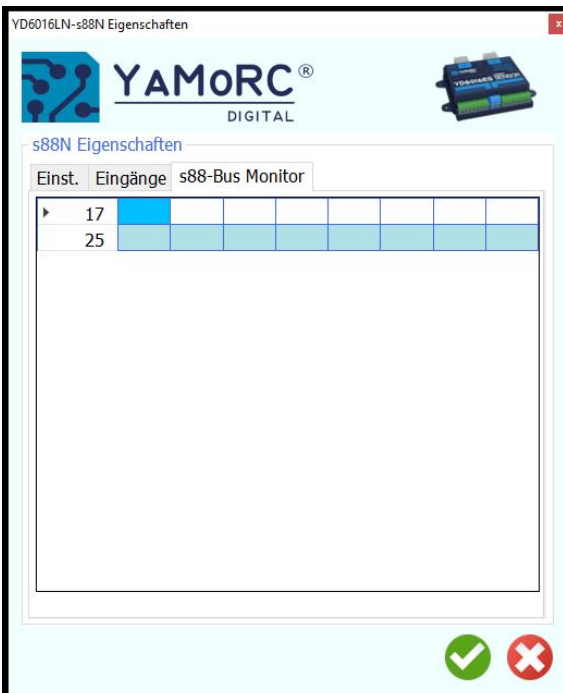 YD6016LN-s88N Eigenschaften x
YAMoRC®
DIGITAL
s88N Eigenschaften
Einst. Eingänge s88-Bus Monitor
17
25